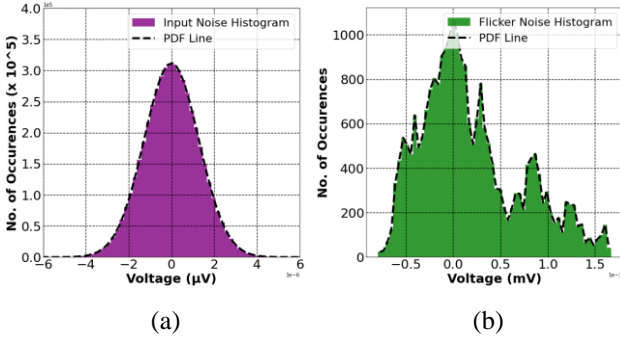 1e5
Input Noise Histogram
PDF Line
4.0
3.5
3.0
2.5
2.0
1.5
1.0
0.5
0.0
No. of Occurences (x 10^5)
−6 −4 −2 0 2 4 6
Voltage (µV)
1e−6
(a)
Flicker Noise Histogram
PDF Line
1000
800
600
400
200
0
No. of Occurences
−0.5 0.0 0.5 1.0 1.5
Voltage (mV)
(b)